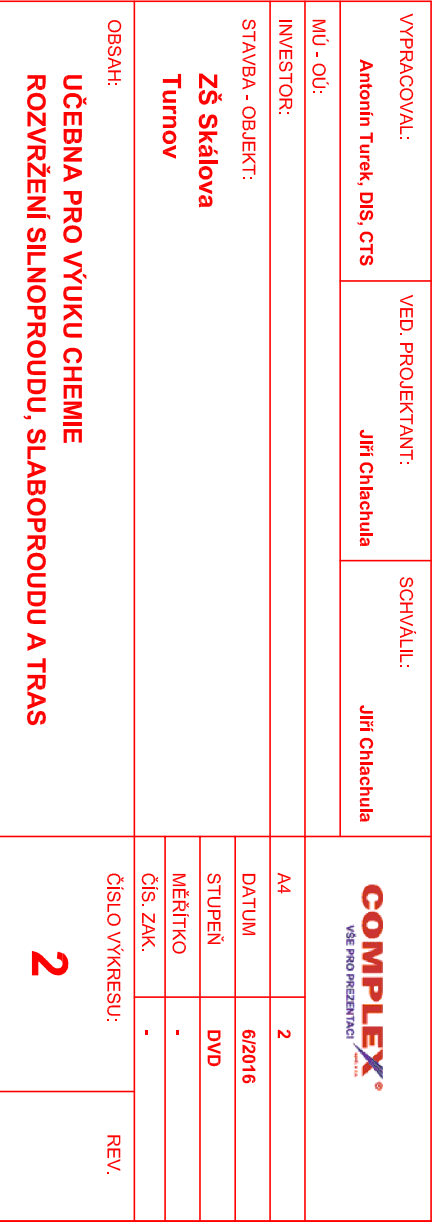 VYPRACOVAL:
Antonín Turek, DIS, CTS
VED. PROJEKTANT:
Jiří Chlachula
SCHVÁLIL:
Jiří Chlachula
COMPLEX®
VŠE PRO PREZENTACI
MÚ - OÚ:
INVESTOR:
A4 2
STAVBA - OBJEKT:
ZŠ Skálova
Turnov
DATUM 6/2016
STUPEŇ DVD
MĚŘÍTKO -
ČÍS. ZAK. -
OBSAH:
UČEBNA PRO VÝUKU CHEMIE
ROZVRŽENÍ SILNOPROUDU, SLABOPROUDU A TRAS
ČÍSLO VÝKRESU:
2
REV.